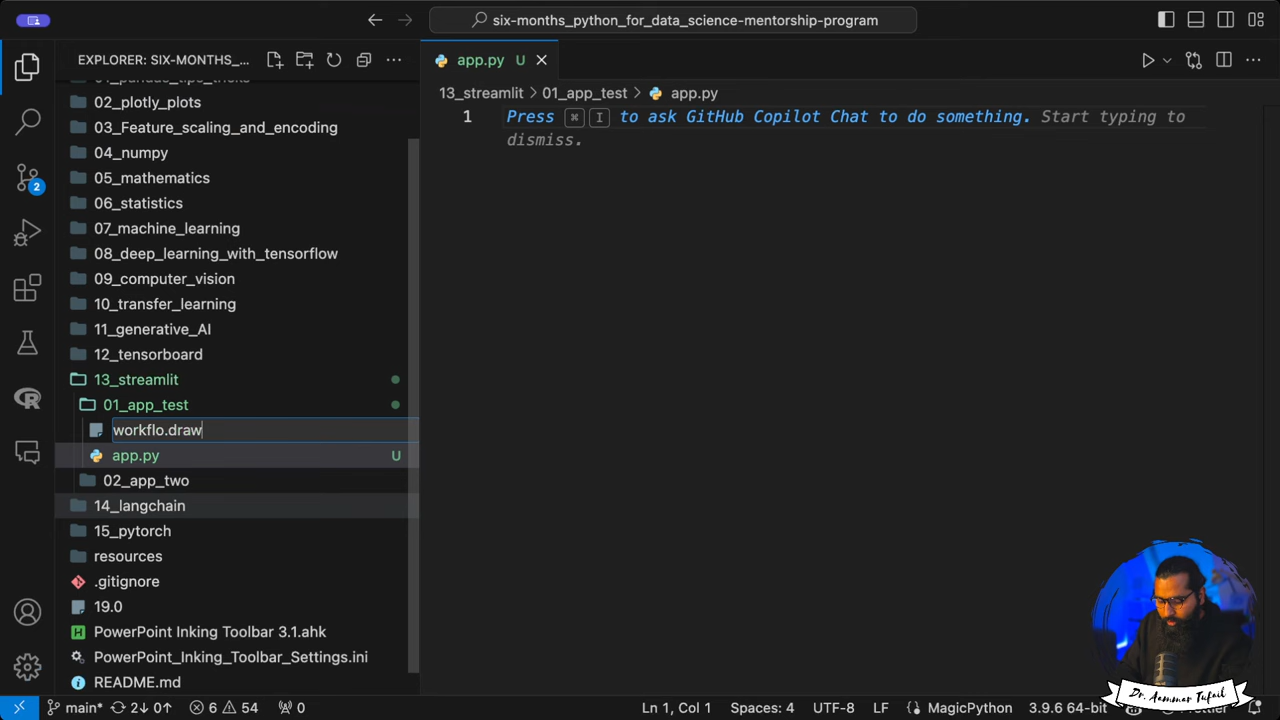 six-months_python_for_data_science-mentorship-program
EXPLORER: SIX-MONTHS_...
app.py U
13_streamlit > 01_app_test > app.py
1 Press ⌘ I to ask GitHub Copilot Chat to do something. Start typing to
dismiss.
01_pandas_tips_tricks
02_plotly_plots
03_Feature_scaling_and_encoding
04_numpy
05_mathematics
06_statistics
07_machine_learning
08_deep_learning_with_tensorflow
09_computer_vision
10_transfer_learning
11_generative_AI
12_tensorboard
13_streamlit
01_app_test
workflo.draw
app.py U
02_app_two
14_langchain
15_pytorch
resources
.gitignore
19.0
PowerPoint Inking Toolbar 3.1.ahk
PowerPoint_Inking_Toolbar_Settings.ini
README.md
2
Dr. Aammar Tufail
main* 2↓ 0↑ 6 54 0 Ln 1, Col 1 Spaces: 4 UTF-8 LF MagicPython 3.9.6 64-bit